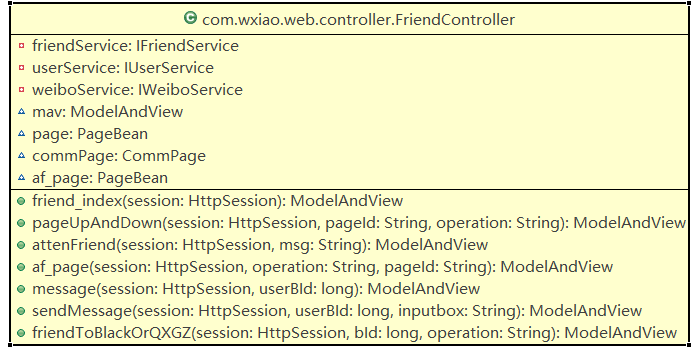 C com.wxiao.web.controller.FriendController
friendService: IFriendService
userService: IUserService
weiboService: IWeiboService
mav: ModelAndView
page: PageBean
commPage: CommPage
af_page: PageBean
friend_index(session: HttpSession): ModelAndView
pageUpAndDown(session: HttpSession, pageId: String, operation: String): ModelAndView
attenFriend(session: HttpSession, msg: String): ModelAndView
af_page(session: HttpSession, operation: String, pageId: String): ModelAndView
message(session: HttpSession, userBId: long): ModelAndView
sendMessage(session: HttpSession, userBId: long, inputbox: String): ModelAndView
friendToBlackOrQXGZ(session: HttpSession, bId: long, operation: String): ModelAndView